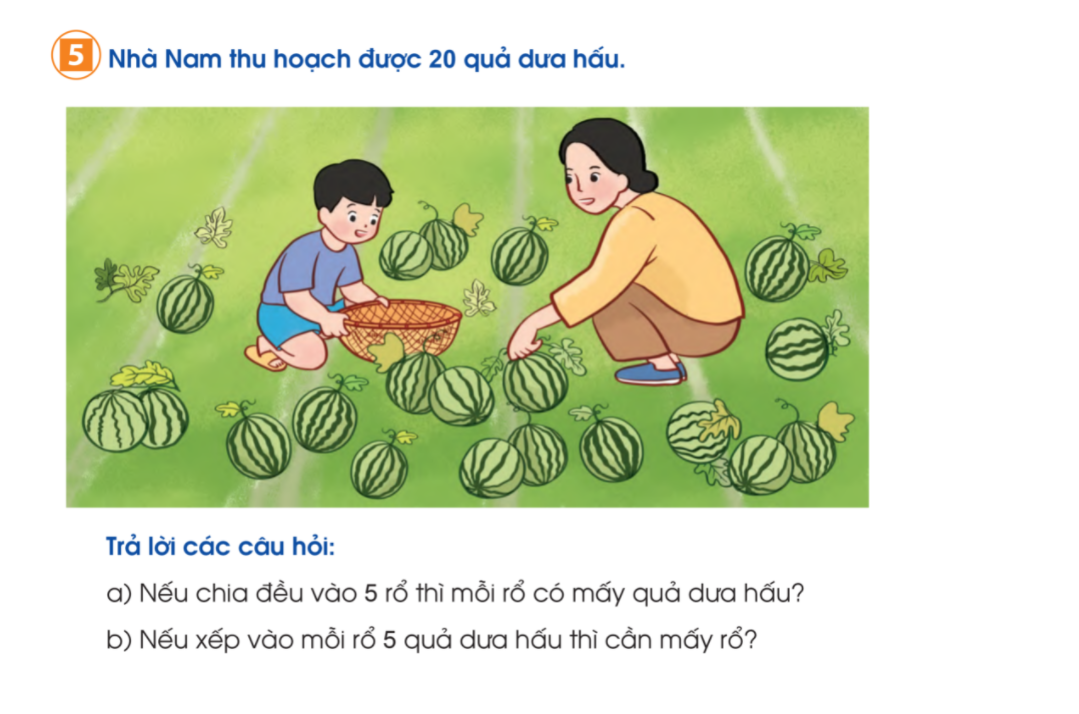 5 Nhà Nam thu hoạch được 20 quả dưa hấu.
Trả lời các câu hỏi:
a) Nếu chia đều vào 5 rổ thì mỗi rổ có mấy quả dưa hấu?
b) Nếu xếp vào mỗi rổ 5 quả dưa hấu thì cần mấy rổ?